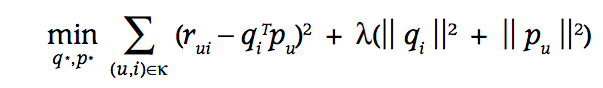 min q*,p* ∑ (u,i)∈κ (r_ui − q_i^T p_u)² + λ(|| q_i ||² + || p_u ||²)